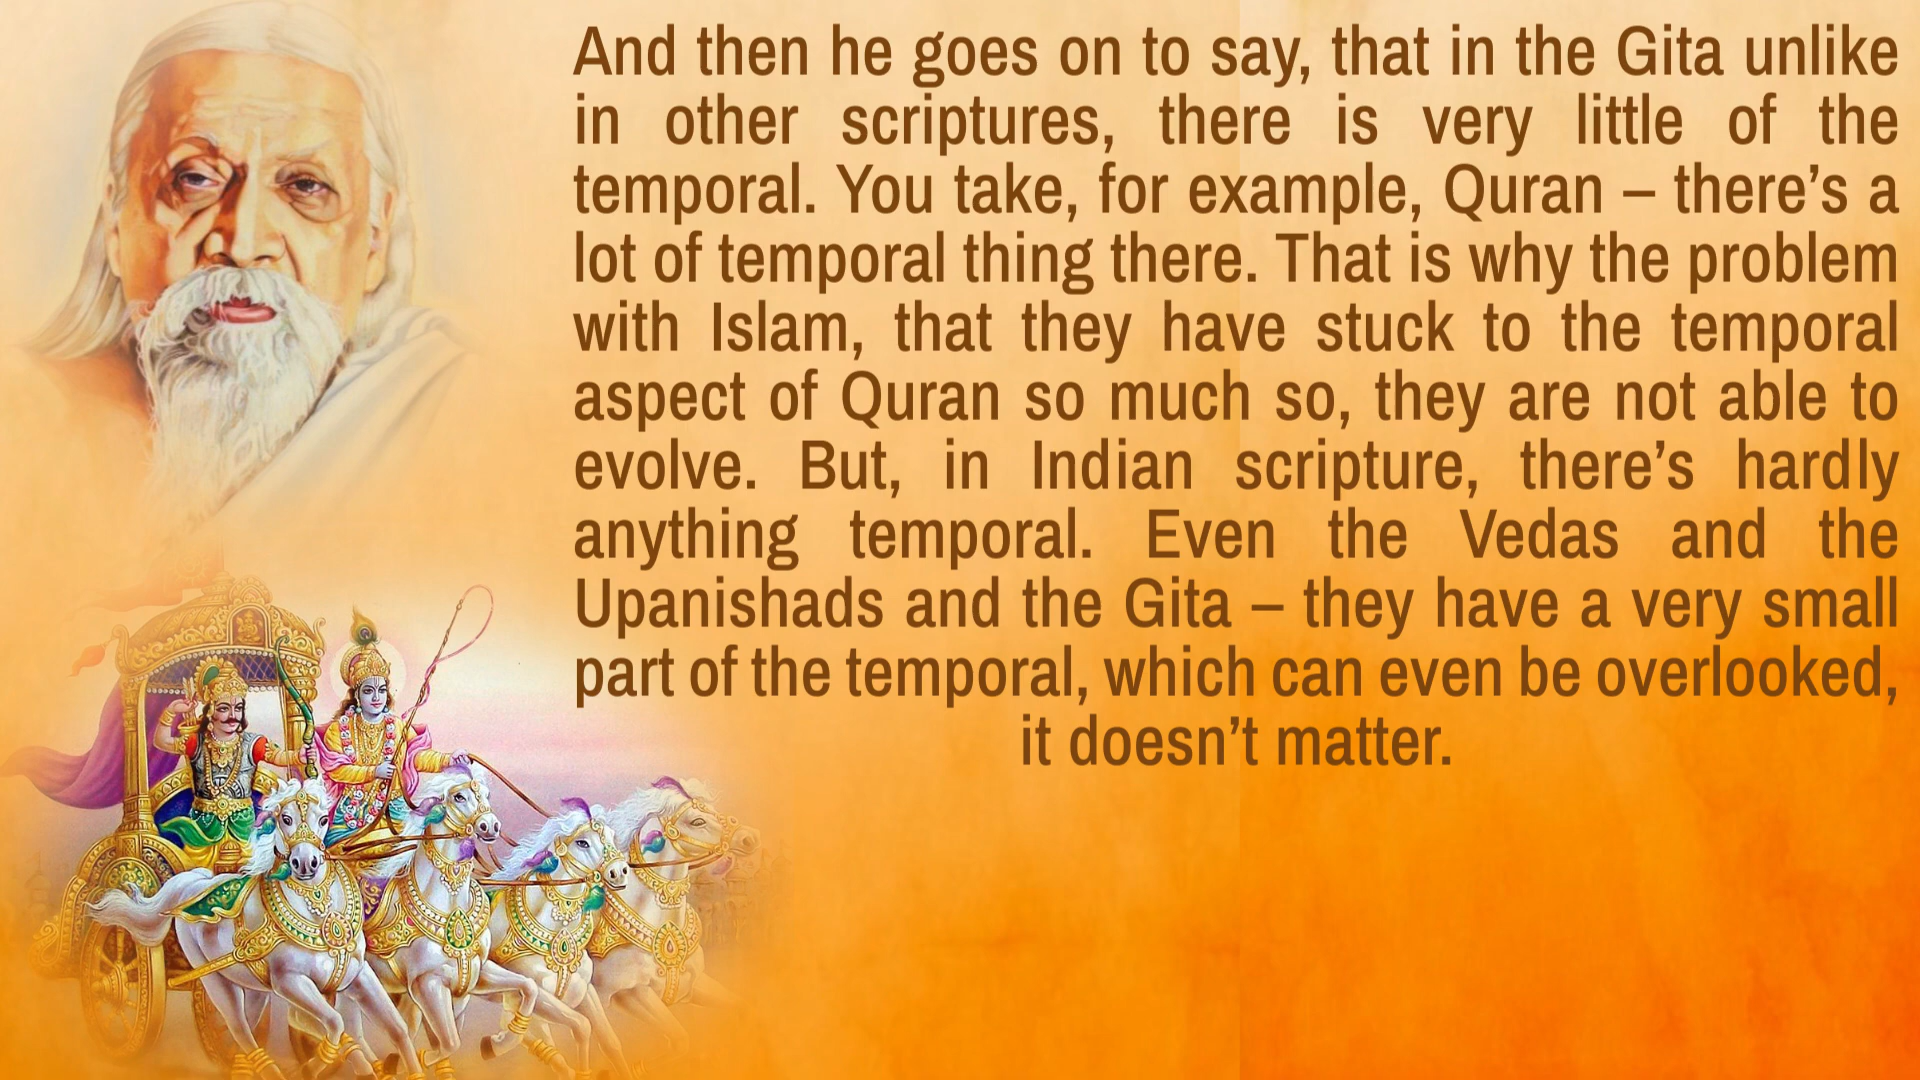 And then he goes on to say, that in the Gita unlike
in other scriptures, there is very little of the
temporal. You take, for example, Quran – there’s a
lot of temporal thing there. That is why the problem
with Islam, that they have stuck to the temporal
aspect of Quran so much so, they are not able to
evolve. But, in Indian scripture, there’s hardly
anything temporal. Even the Vedas and the
Upanishads and the Gita – they have a very small
part of the temporal, which can even be overlooked,
it doesn’t matter.